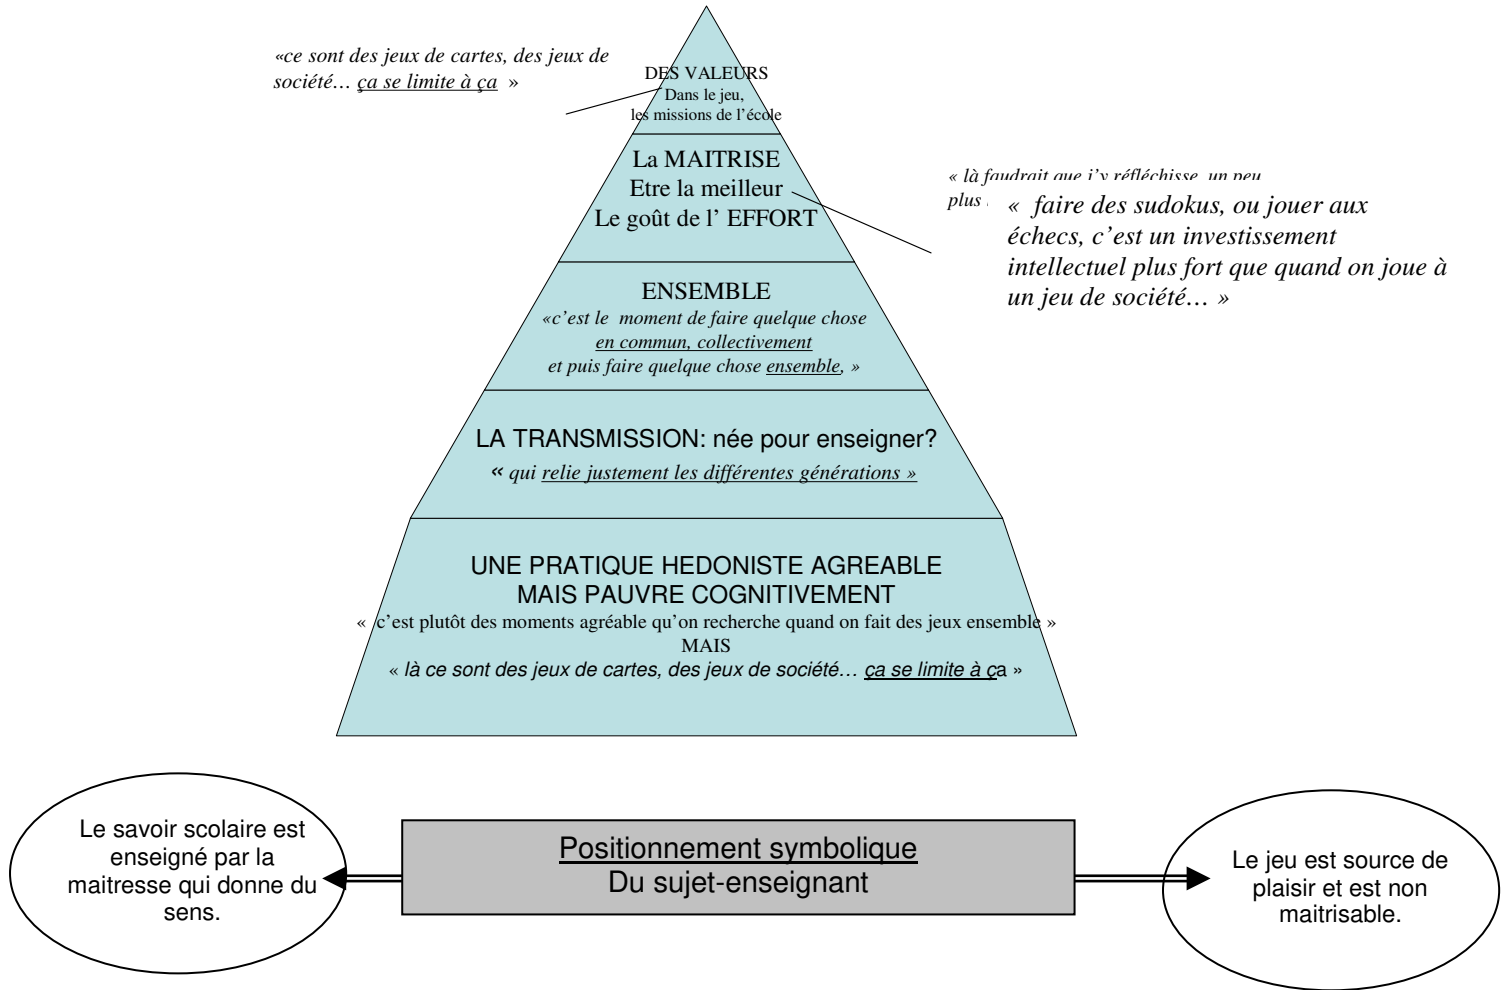 «ce sont des jeux de cartes, des jeux de
société… ça se limite à ça »
DES VALEURS
Dans le jeu,
les missions de l’école
La MAITRISE
Etre la meilleur
Le goût de l’ EFFORT
« là faudrait que j’y réfléchisse un peu
plus
« faire des sudokus, ou jouer aux
échecs, c’est un investissement
intellectuel plus fort que quand on joue à
un jeu de société… »
ENSEMBLE
«c’est le moment de faire quelque chose
en commun, collectivement
et puis faire quelque chose ensemble, »
LA TRANSMISSION: née pour enseigner?
« qui relie justement les différentes générations »
UNE PRATIQUE HEDONISTE AGREABLE
MAIS PAUVRE COGNITIVEMENT
« c’est plutôt des moments agréable qu’on recherche quand on fait des jeux ensemble »
MAIS
« là ce sont des jeux de cartes, des jeux de société… ça se limite à ça »
Le savoir scolaire est
enseigné par la
maitresse qui donne du
sens.
Positionnement symbolique
Du sujet-enseignant
Le jeu est source de
plaisir et est non
maitrisable.